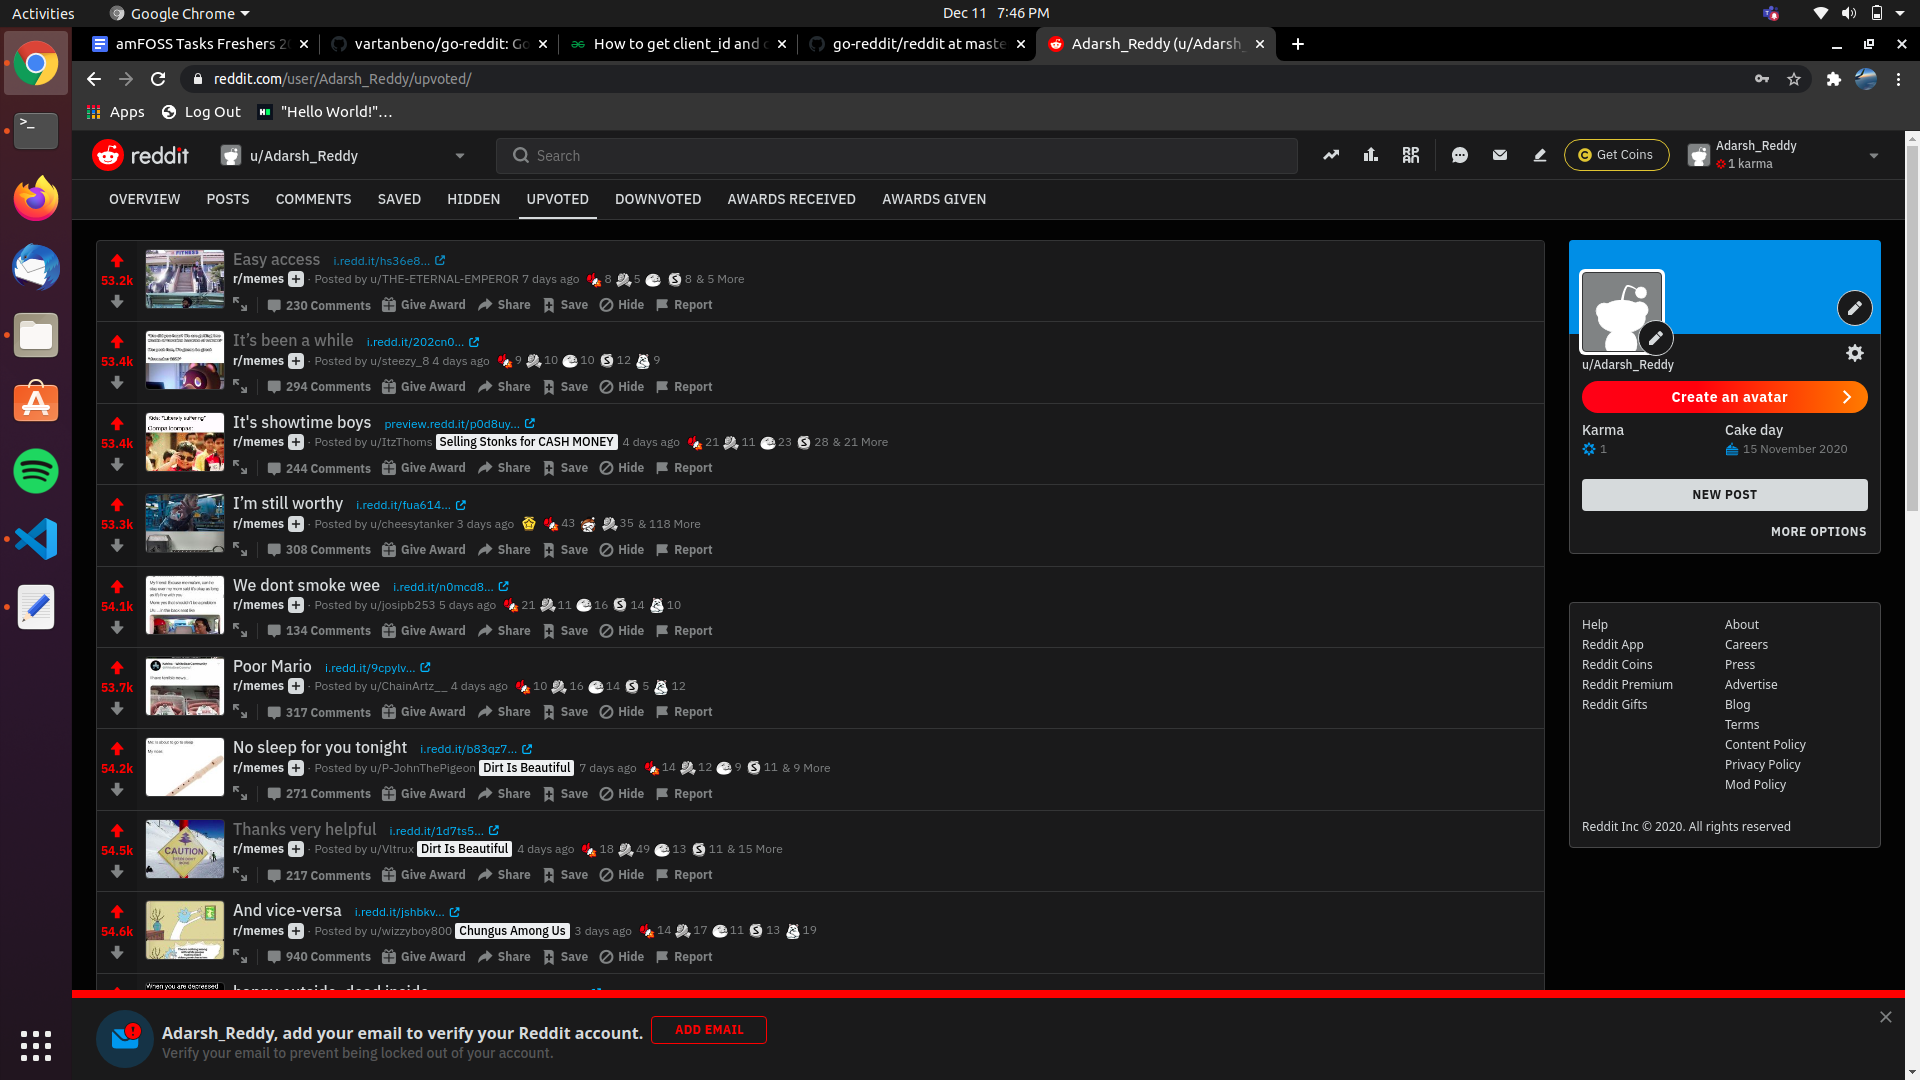 Activities Google Chrome Dec 11 7:46 PM
amFOSS Tasks Freshers 2 vartanbeno/go-reddit: Go How to get client_id and c go-reddit/reddit at maste Adarsh_Reddy (u/Adarsh_
reddit.com/user/Adarsh_Reddy/upvoted/
Apps Log Out "Hello World!"...
reddit u/Adarsh_Reddy Search Get Coins Adarsh_Reddy
1 karma
OVERVIEW POSTS COMMENTS SAVED HIDDEN UPVOTED DOWNVOTED AWARDS RECEIVED AWARDS GIVEN
53.2k
Easy access i.redd.it/hs36e8...
r/memes · Posted by u/THE-ETERNAL-EMPEROR 7 days ago 8 5 8 & 5 More
230 Comments Give Award Share Save Hide Report
53.4k
It's been a while i.redd.it/202cn0...
r/memes · Posted by u/steezy_8 4 days ago 9 10 10 12 9
294 Comments Give Award Share Save Hide Report
53.4k
It's showtime boys preview.redd.it/p0d8uy...
r/memes · Posted by u/ItzThoms Selling Stonks for CASH MONEY 4 days ago 21 11 23 28 & 21 More
244 Comments Give Award Share Save Hide Report
53.3k
I'm still worthy i.redd.it/fua614...
r/memes · Posted by u/cheesytanker 3 days ago 43 35 & 118 More
308 Comments Give Award Share Save Hide Report
54.1k
We dont smoke wee i.redd.it/n0mcd8...
r/memes · Posted by u/josipb253 5 days ago 21 11 16 14 10
134 Comments Give Award Share Save Hide Report
53.7k
Poor Mario i.redd.it/9cpylv...
r/memes · Posted by u/ChainArtz__ 4 days ago 10 16 14 5 12
317 Comments Give Award Share Save Hide Report
54.2k
No sleep for you tonight i.redd.it/b83qz7...
r/memes · Posted by u/P-JohnThePigeon Dirt Is Beautiful 7 days ago 14 12 9 11 & 9 More
271 Comments Give Award Share Save Hide Report
54.5k
CAUTION
Thanks very helpful i.redd.it/1d7ts5...
r/memes · Posted by u/Vltrux Dirt Is Beautiful 4 days ago 18 49 13 11 & 15 More
217 Comments Give Award Share Save Hide Report
54.6k
And vice-versa i.redd.it/jshbkv...
r/memes · Posted by u/wizzyboy800 Chungus Among Us 3 days ago 14 17 11 13 19
940 Comments Give Award Share Save Hide Report
When you are depressed
happy outside, dead inside
u/Adarsh_Reddy
Create an avatar
Karma Cake day
1 15 November 2020
NEW POST
MORE OPTIONS
Help About
Reddit App Careers
Reddit Coins Press
Reddit Premium Advertise
Reddit Gifts Blog
Terms
Content Policy
Privacy Policy
Mod Policy
Reddit Inc © 2020. All rights reserved
Adarsh_Reddy, add your email to verify your Reddit account. ADD EMAIL
Verify your email to prevent being locked out of your account.